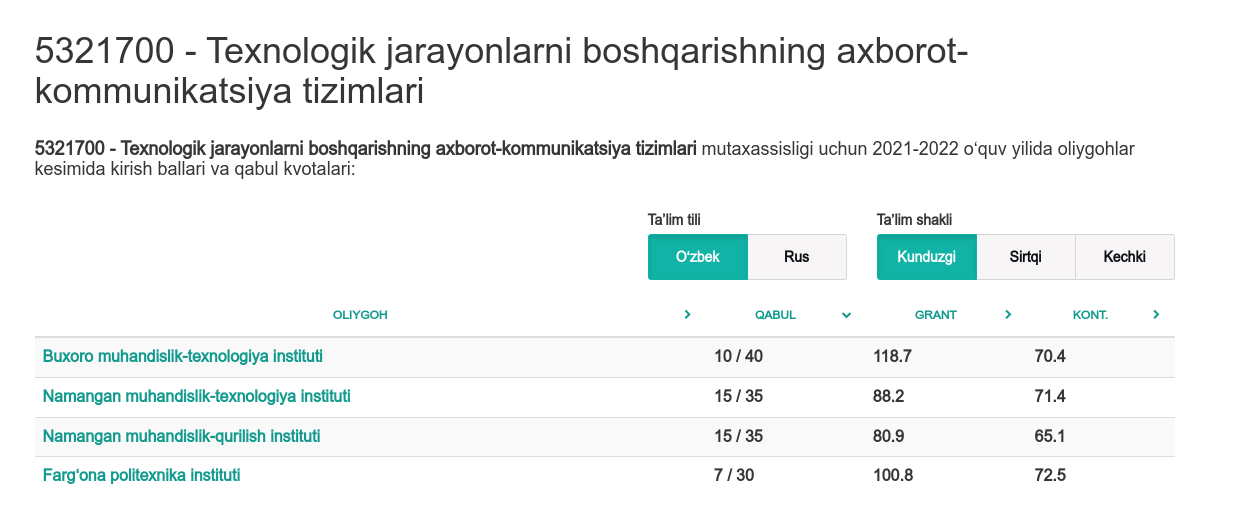 5321700 - Texnologik jarayonlarni boshqarishning axborot-
kommunikatsiya tizimlari
5321700 - Texnologik jarayonlarni boshqarishning axborot-kommunikatsiya tizimlari mutaxassisligi uchun 2021-2022 o‘quv yilida oliygohlar
kesimida kirish ballari va qabul kvotalari:
Ta’lim tili Ta’lim shakli
O‘zbek Rus Kunduzgi Sirtqi Kechki
OLIYGOH QABUL GRANT KONT.
Buxoro muhandislik-texnologiya instituti 10 / 40 118.7 70.4
Namangan muhandislik-texnologiya instituti 15 / 35 88.2 71.4
Namangan muhandislik-qurilish instituti 15 / 35 80.9 65.1
Farg‘ona politexnika instituti 7 / 30 100.8 72.5